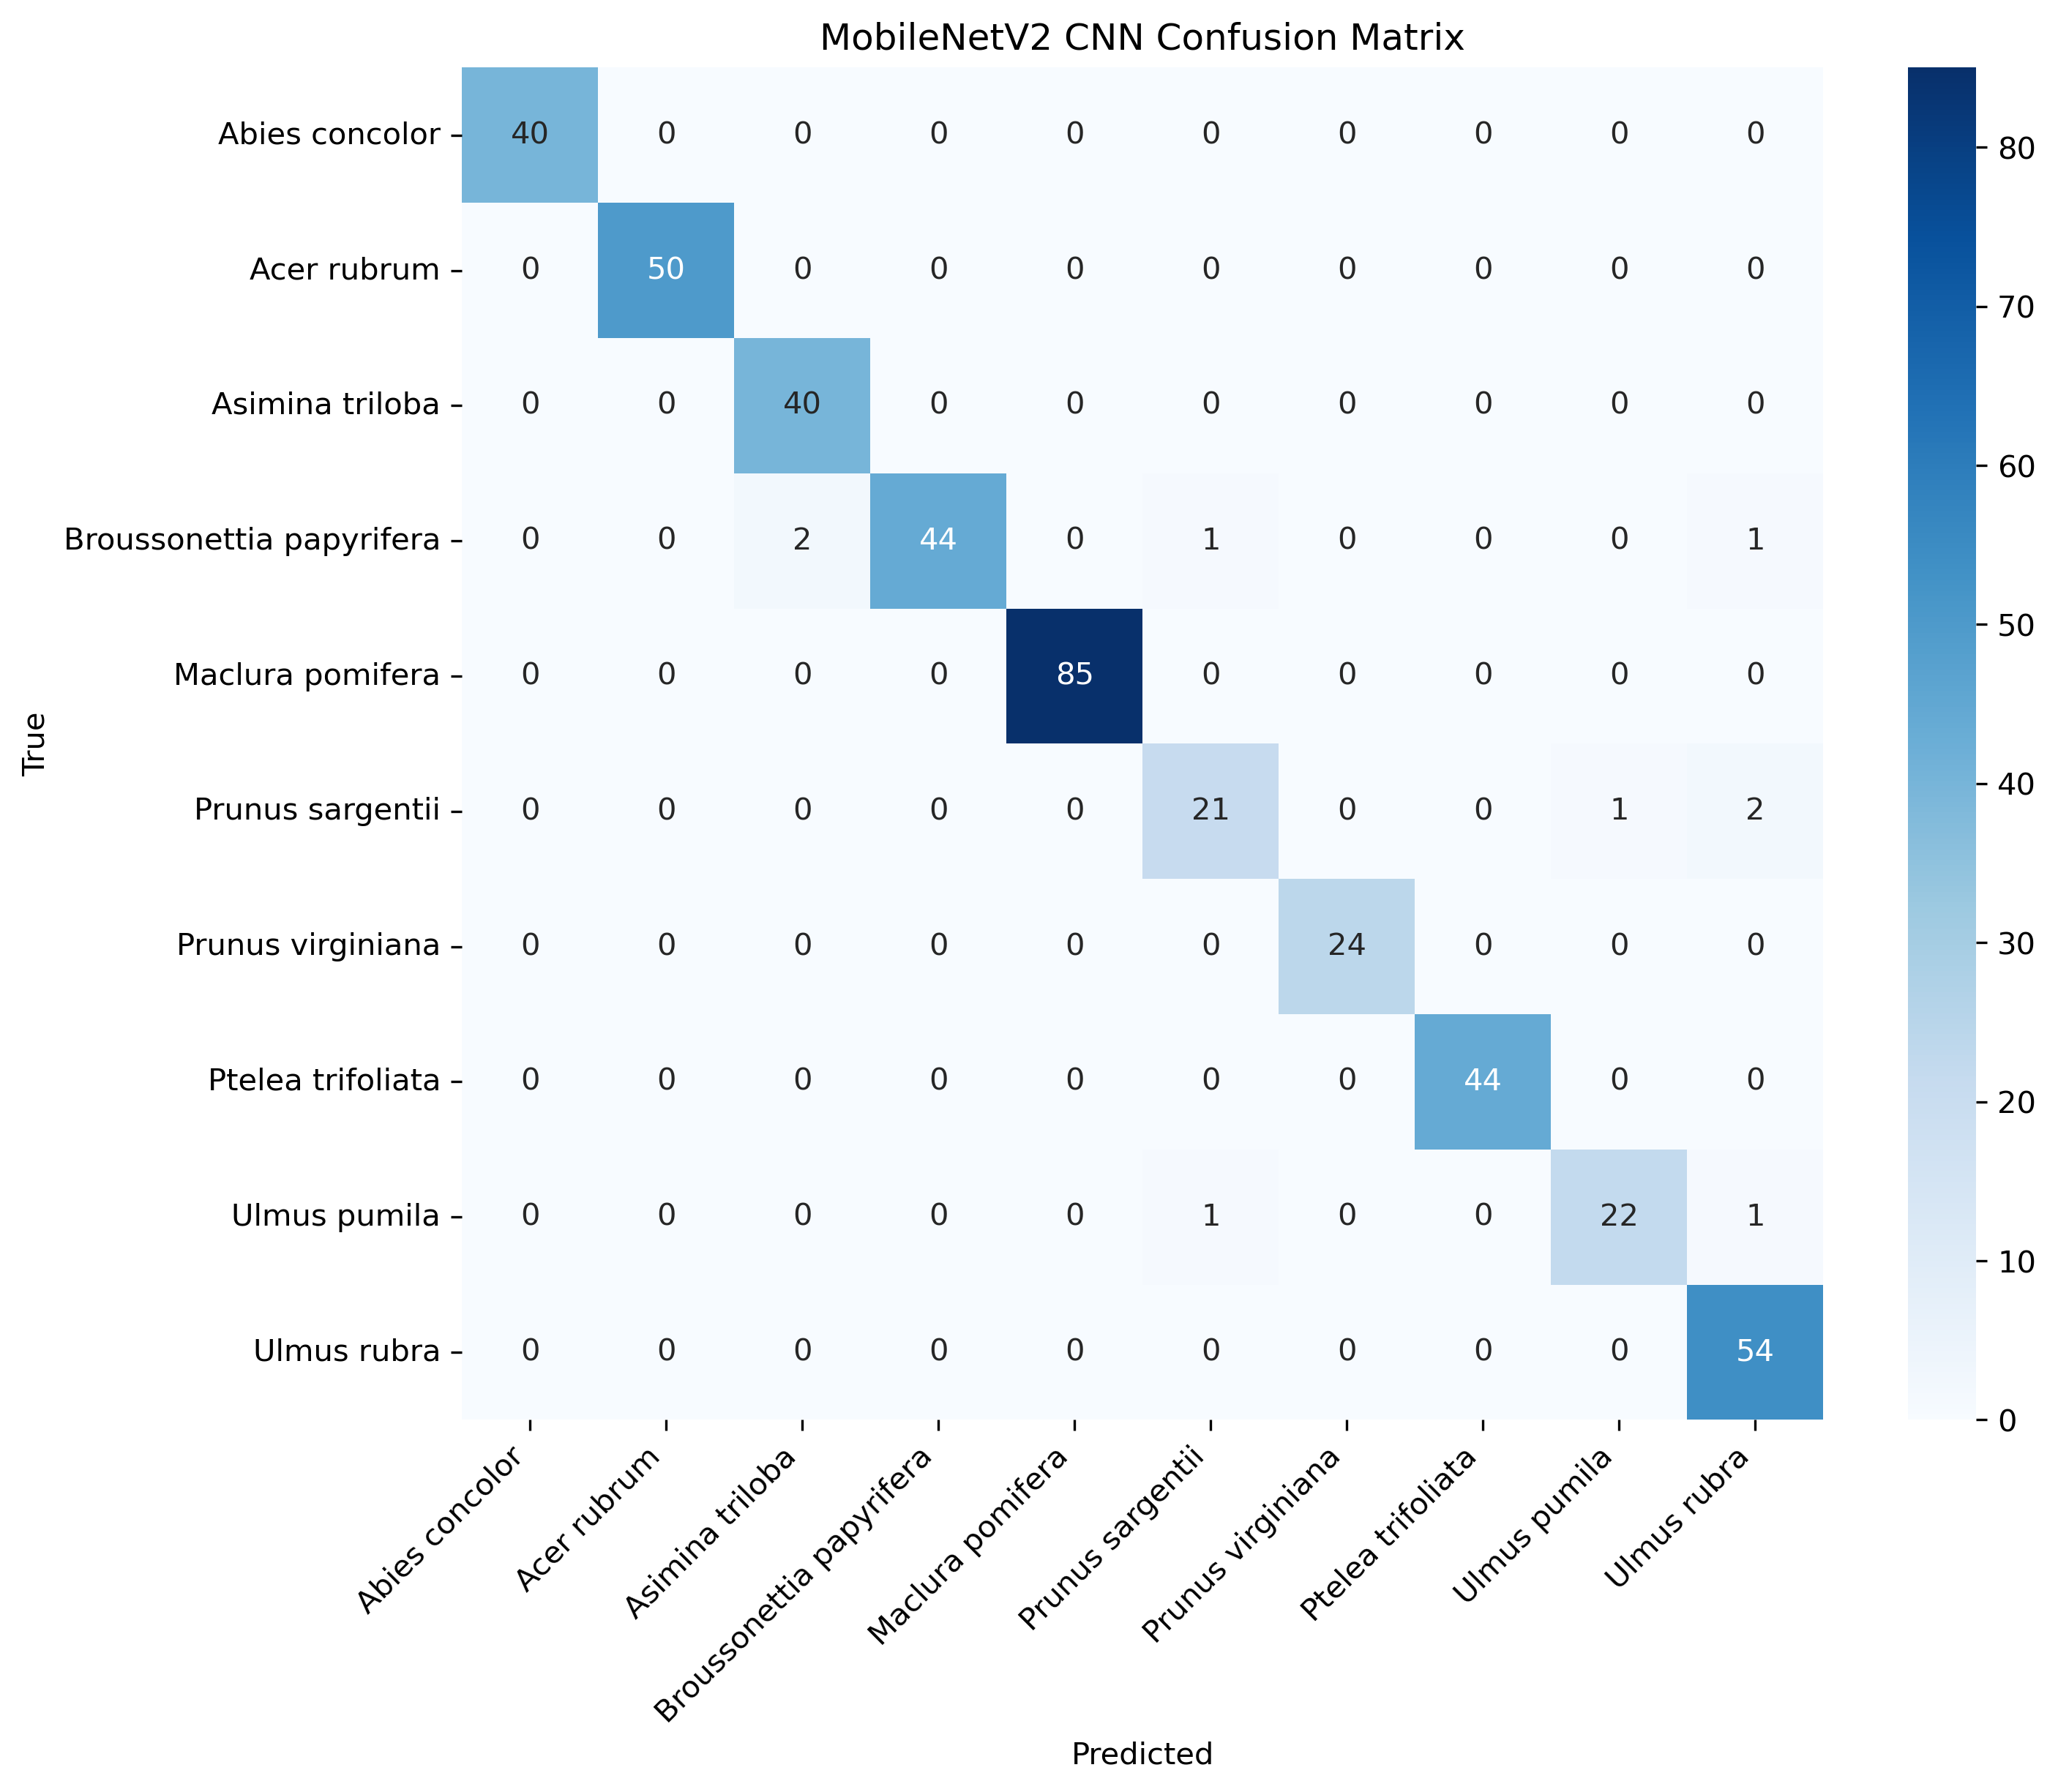 MobileNetV2 CNN Confusion Matrix
Abies concolor 40 0 0 0 0 0 0 0 0 0
Acer rubrum 0 50 0 0 0 0 0 0 0 0
Asimina triloba 0 0 40 0 0 0 0 0 0 0
Broussonettia papyrifera 0 0 2 44 0 1 0 0 0 1
Maclura pomifera 0 0 0 0 85 0 0 0 0 0
Prunus sargentii 0 0 0 0 0 21 0 0 1 2
Prunus virginiana 0 0 0 0 0 0 24 0 0 0
Ptelea trifoliata 0 0 0 0 0 0 0 44 0 0
Ulmus pumila 0 0 0 0 0 1 0 0 22 1
Ulmus rubra 0 0 0 0 0 0 0 0 0 54
True
Abies concolor
Acer rubrum
Asimina triloba
Broussonettia papyrifera
Maclura pomifera
Prunus sargentii
Prunus virginiana
Ptelea trifoliata
Ulmus pumila
Ulmus rubra
Predicted
80
70
60
50
40
30
20
10
0